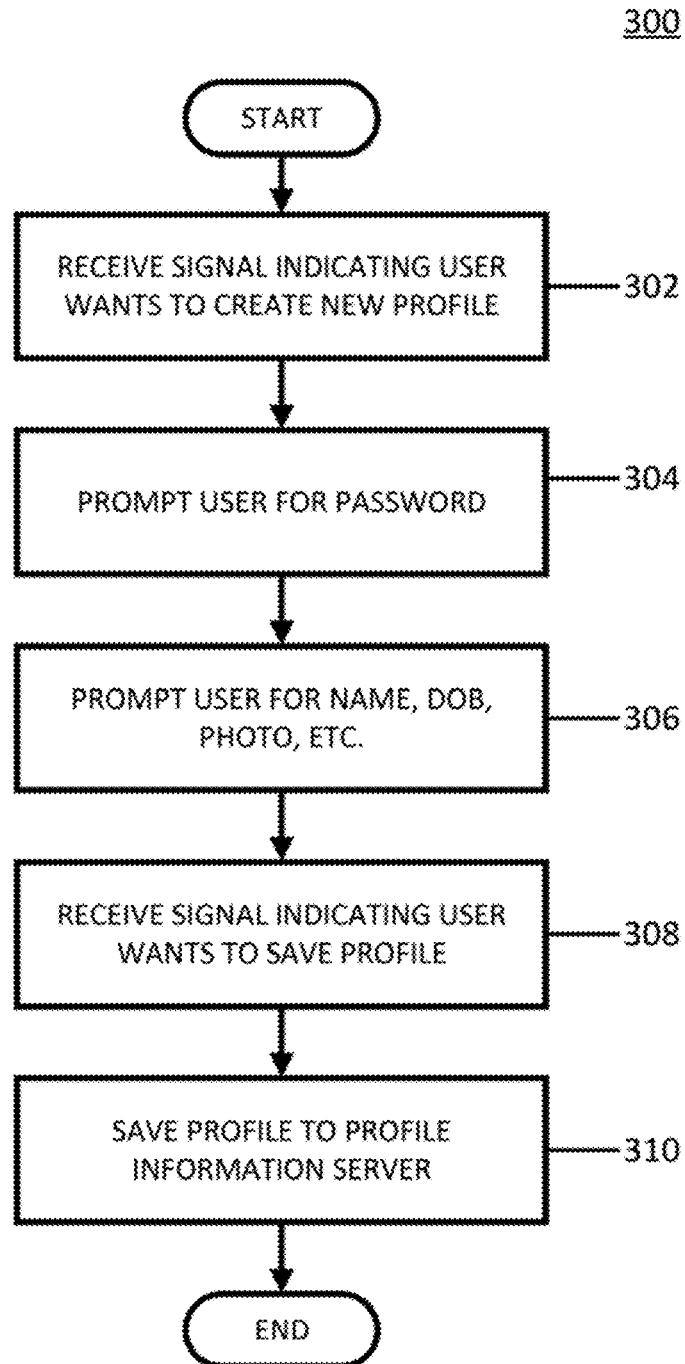 300
START
RECEIVE SIGNAL INDICATING USER
WANTS TO CREATE NEW PROFILE
302
PROMPT USER FOR PASSWORD
304
PROMPT USER FOR NAME, DOB,
PHOTO, ETC.
306
RECEIVE SIGNAL INDICATING USER
WANTS TO SAVE PROFILE
308
SAVE PROFILE TO PROFILE
INFORMATION SERVER
310
END